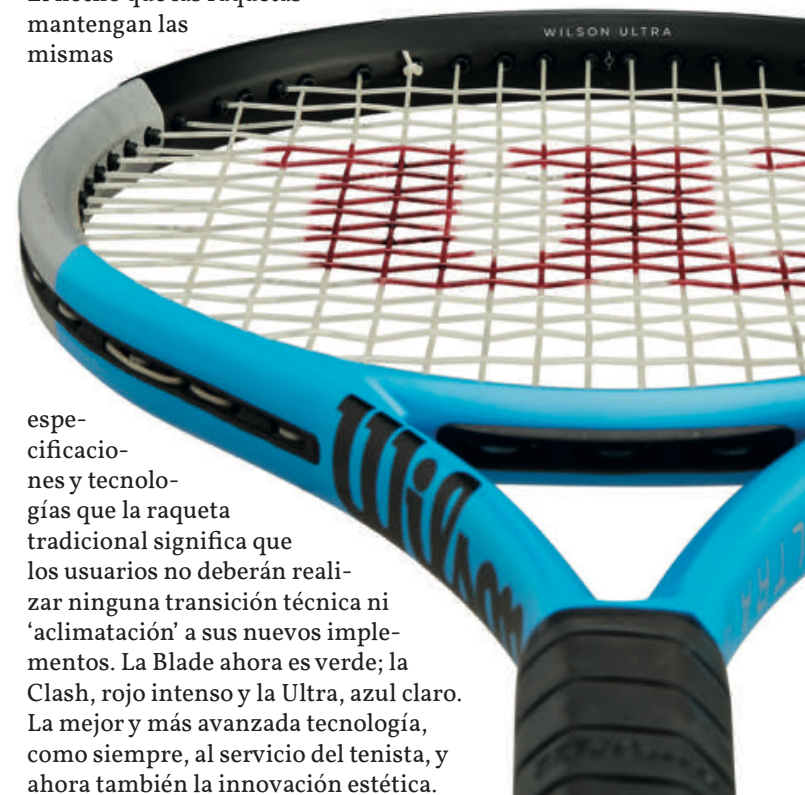 mantengan las
mismas
WILSON ULTRA
espe-
cificacio-
nes y tecnolo-
gías que la raqueta
tradicional significa que
los usuarios no deberán reali-
zar ninguna transición técnica ni
‘aclimatación’ a sus nuevos imple-
mentos. La Blade ahora es verde; la
Clash, rojo intenso y la Ultra, azul claro.
La mejor y más avanzada tecnología,
como siempre, al servicio del tenista, y
ahora también la innovación estética.
Wilson